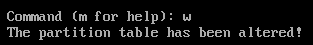 Command (m for help): w
The partition table has been altered!